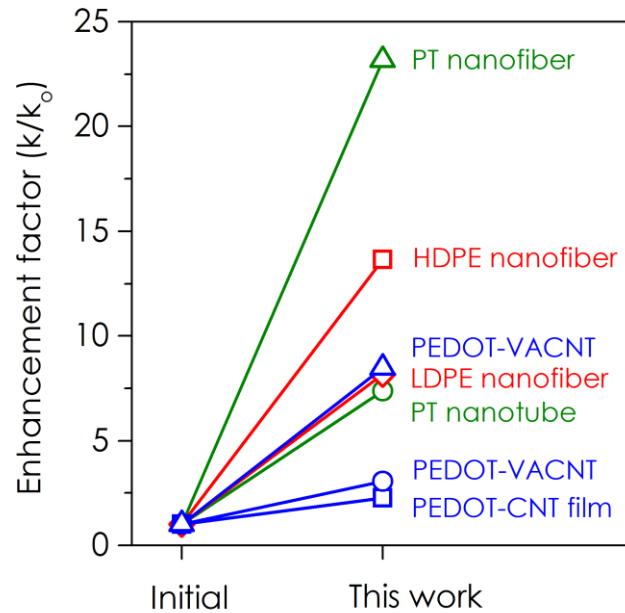 Enhancement factor (k/kₒ)
25
20
15
10
5
0
PT nanofiber
HDPE nanofiber
PEDOT-VACNT
LDPE nanofiber
PT nanotube
PEDOT-VACNT
PEDOT-CNT film
Initial
This work